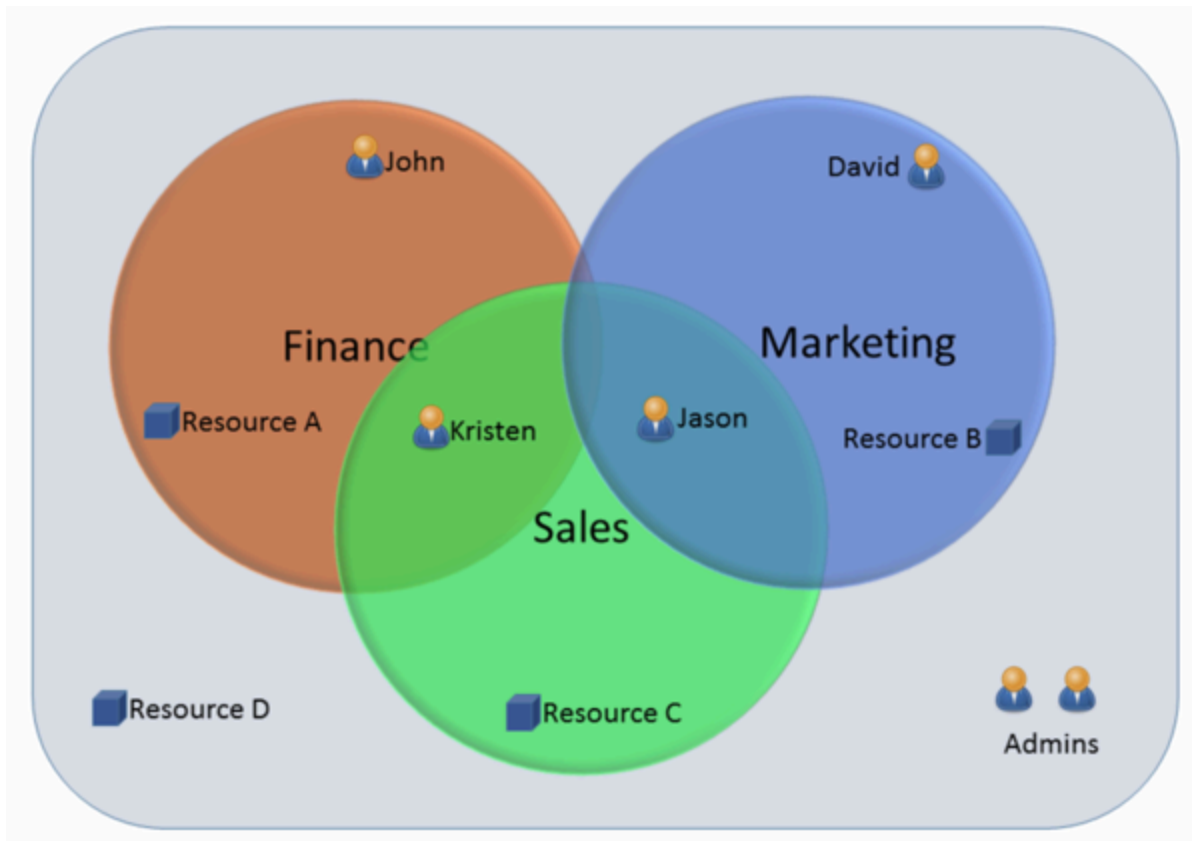 John
David
Finance
Marketing
Resource A
Kristen
Jason
Resource B
Sales
Resource D
Resource C
Admins